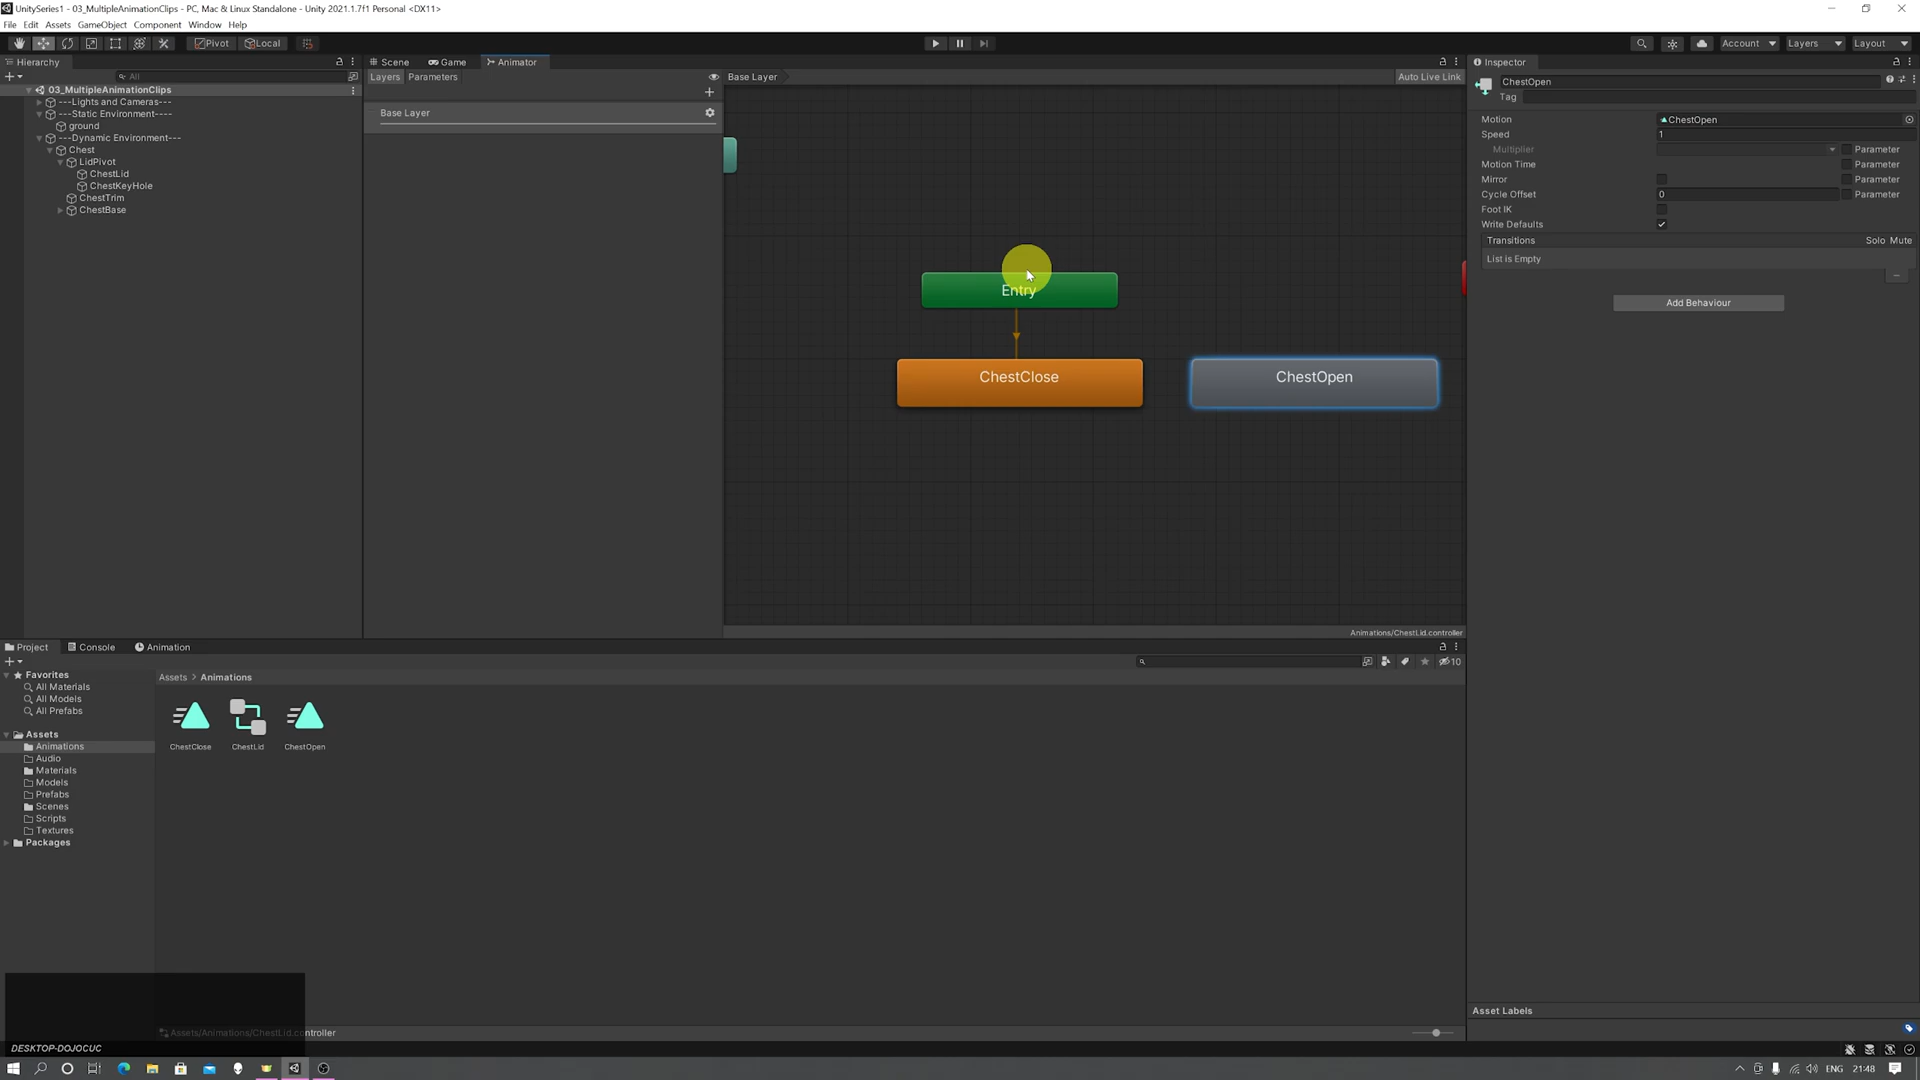 UnitySeries1 - 03_MultipleAnimationClips - PC, Mac & Linux Standalone - Unity 2021.1.7f1 Personal <DX11>
File Edit Assets GameObject Component Window Help
Pivot Local Account Layers Layout
Hierarchy Scene Game Animator Inspector
All Layers Parameters Base Layer Auto Live Link
03_MultipleAnimationClips
---Lights and Cameras---
---Static Environment----
ground
---Dynamic Environment---
Chest
LidPivot
ChestLid
ChestKeyHole
ChestTrim
ChestBase
Base Layer
Entry
ChestClose
ChestOpen
Animations/ChestLid.controller
ChestOpen
Tag
Motion ChestOpen
Speed 1
Multiplier Parameter
Motion Time Parameter
Mirror Parameter
Cycle Offset 0 Parameter
Foot IK
Write Defaults
Transitions Solo Mute
List is Empty
Add Behaviour
Project Console Animation
10
Favorites
All Materials
All Models
All Prefabs
Assets
Animations
Audio
Materials
Models
Prefabs
Scenes
Scripts
Textures
Packages
Assets > Animations
ChestClose ChestLid ChestOpen
Assets/Animations/ChestLid.controller
Asset Labels
DESKTOP-DOJOCUC
ENG 21:48